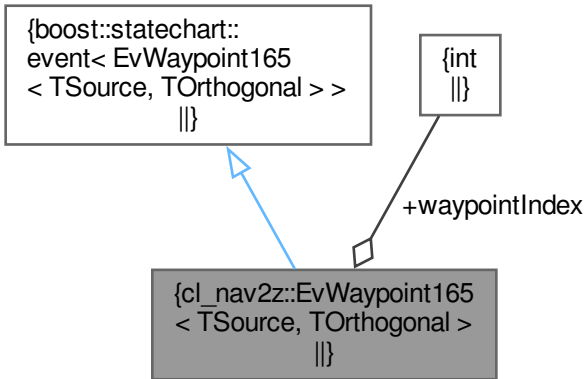 {boost::statechart::
event< EvWaypoint165
< TSource, TOrthogonal > >
||}
{int
||}
+waypointIndex
{cl_nav2z::EvWaypoint165
< TSource, TOrthogonal >
||}